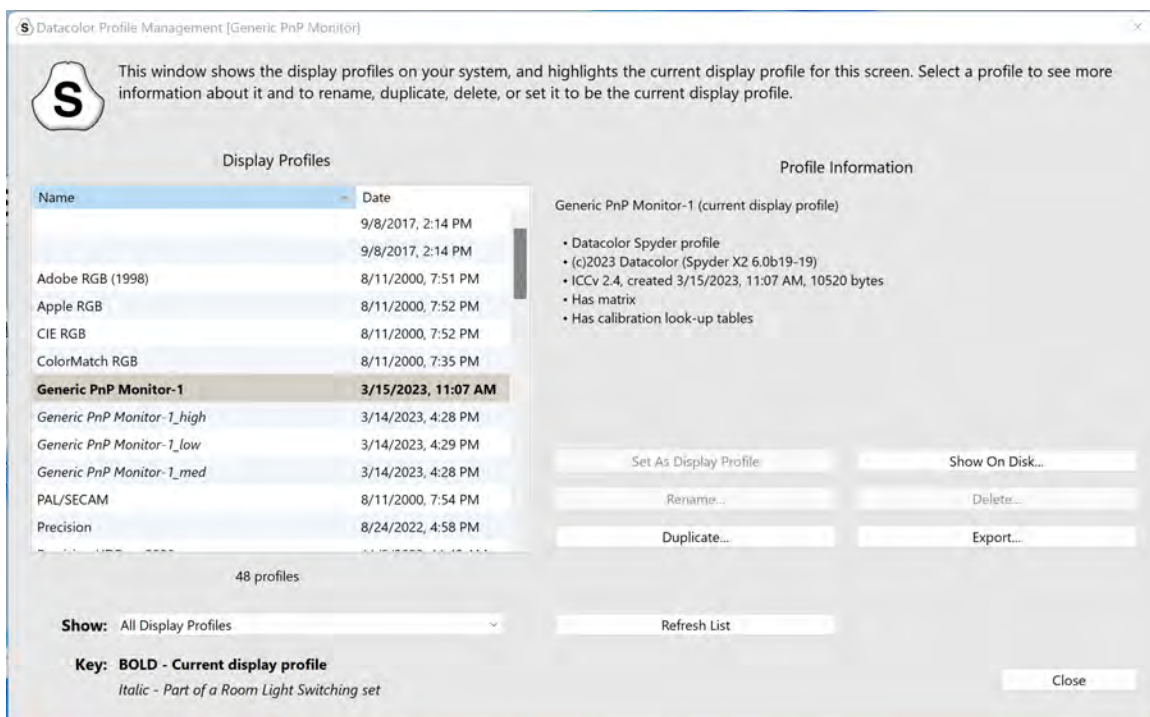 S Datacolor Profile Management [Generic PnP Monitor]
S
This window shows the display profiles on your system, and highlights the current display profile for this screen. Select a profile to see more
information about it and to rename, duplicate, delete, or set it to be the current display profile.
Display Profiles
Name Date
9/8/2017, 2:14 PM
9/8/2017, 2:14 PM
Adobe RGB (1998) 8/11/2000, 7:51 PM
Apple RGB 8/11/2000, 7:52 PM
CIE RGB 8/11/2000, 7:52 PM
ColorMatch RGB 8/11/2000, 7:35 PM
Generic PnP Monitor-1 3/15/2023, 11:07 AM
Generic PnP Monitor-1_high 3/14/2023, 4:28 PM
Generic PnP Monitor-1_low 3/14/2023, 4:29 PM
Generic PnP Monitor-1_med 3/14/2023, 4:28 PM
PAL/SECAM 8/11/2000, 7:54 PM
Precision 8/24/2022, 4:58 PM
48 profiles
Show: All Display Profiles
Key: BOLD - Current display profile
Italic - Part of a Room Light Switching set
Profile Information
Generic PnP Monitor-1 (current display profile)
• Datacolor Spyder profile
• (c)2023 Datacolor (Spyder X2 6.0b19-19)
• ICCv 2.4, created 3/15/2023, 11:07 AM, 10520 bytes
• Has matrix
• Has calibration look-up tables
Set As Display Profile Show On Disk...
Rename... Delete...
Duplicate... Export...
Refresh List
Close